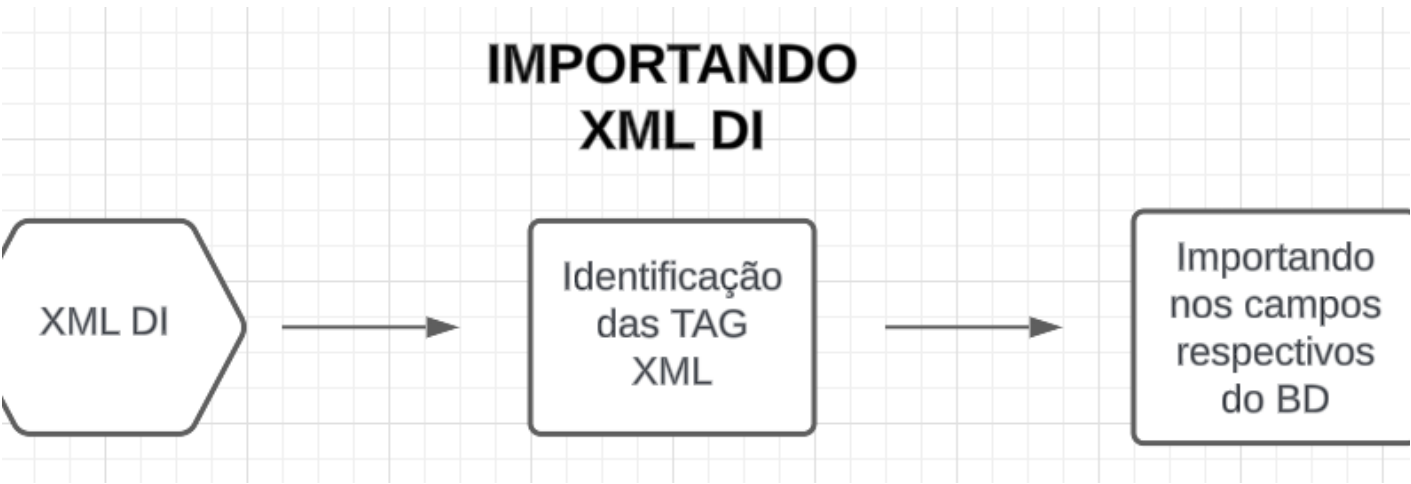 IMPORTANDO
XML DI
XML DI
Identificação
das TAG
XML
Importando
nos campos
respectivos
do BD